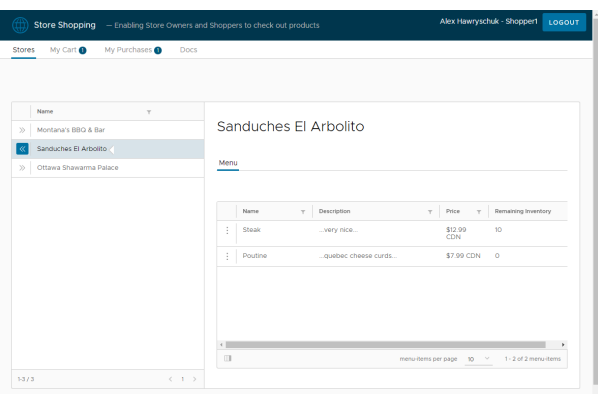 Store Shopping — Enabling Store Owners and Shoppers to check out products
Alex Hawryschuk - Shopper1 LOGOUT
Stores My Cart 1 My Purchases 1 Docs
Name
Montana's BBQ & Bar
Sanduches El Arbolito
Ottawa Shawarma Palace
1-3 / 3 1
Sanduches El Arbolito
Menu
Name Description Price Remaining Inventory
Steak ...very nice... $12.99 CDN 10
Poutine ...quebec cheese curds... $7.99 CDN 0
menu-items per page 10 1 - 2 of 2 menu-items